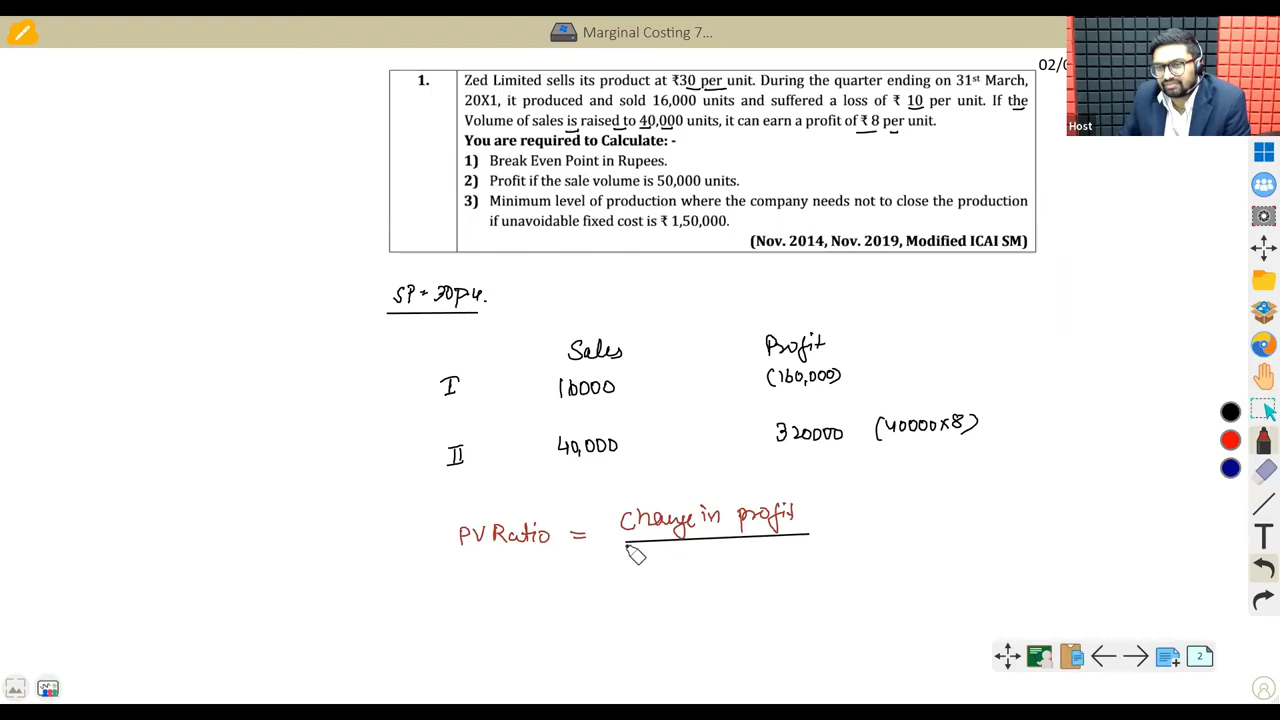 Marginal Costing 7...
02/0
1.
Zed Limited sells its product at ₹30 per unit. During the quarter ending on 31st March,
20X1, it produced and sold 16,000 units and suffered a loss of ₹ 10 per unit. If the
Volume of sales is raised to 40,000 units, it can earn a profit of ₹ 8 per unit.
You are required to Calculate: -
1) Break Even Point in Rupees.
2) Profit if the sale volume is 50,000 units.
3) Minimum level of production where the company needs not to close the production
if unavoidable fixed cost is ₹ 1,50,000.
(Nov. 2014, Nov. 2019, Modified ICAI SM)
Host
SP = 30 p.u.
Sales Profit
I 16000 (160,000)
II 40,000 320000 (40000×8)
PV Ratio = Change in profit
2